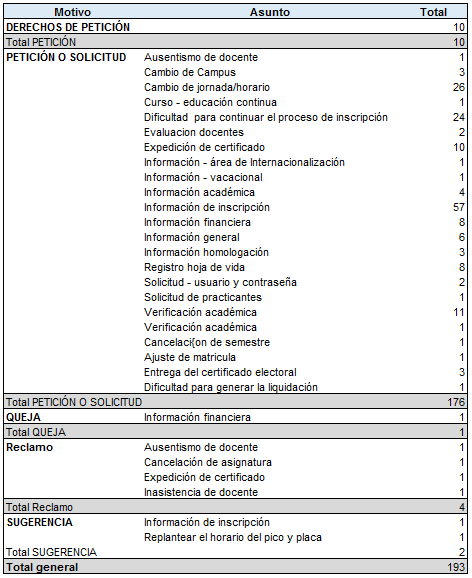 Motivo Asunto Total
DERECHOS DE PETICIÓN 10
Total PETICIÓN 10
PETICIÓN O SOLICITUD Ausentismo de docente 1
Cambio de Campus 3
Cambio de jornada/horario 26
Curso - educación continua 1
Dificultad para continuar el proceso de inscripción 24
Evaluacion docentes 2
Expedición de certificado 10
Información - área de Internacionalización 1
Información - vacacional 1
Información académica 4
Información de inscripción 57
Información financiera 8
Información general 6
Información homologación 3
Registro hoja de vida 8
Solicitud - usuario y contraseña 2
Solicitud de practicantes 1
Verificación académica 11
Verificación académica 1
Cancelaci{on de semestre 1
Ajuste de matricula 1
Entrega del certificado electoral 3
Dificultad para generar la liquidación 1
Total PETICIÓN O SOLICITUD 176
QUEJA Información financiera 1
Total QUEJA 1
Reclamo Ausentismo de docente 1
Cancelación de asignatura 1
Expedición de certificado 1
Inasistencia de docente 1
Total Reclamo 4
SUGERENCIA Información de inscripción 1
Replantear el horario del pico y placa 1
Total SUGERENCIA 2
Total general 193